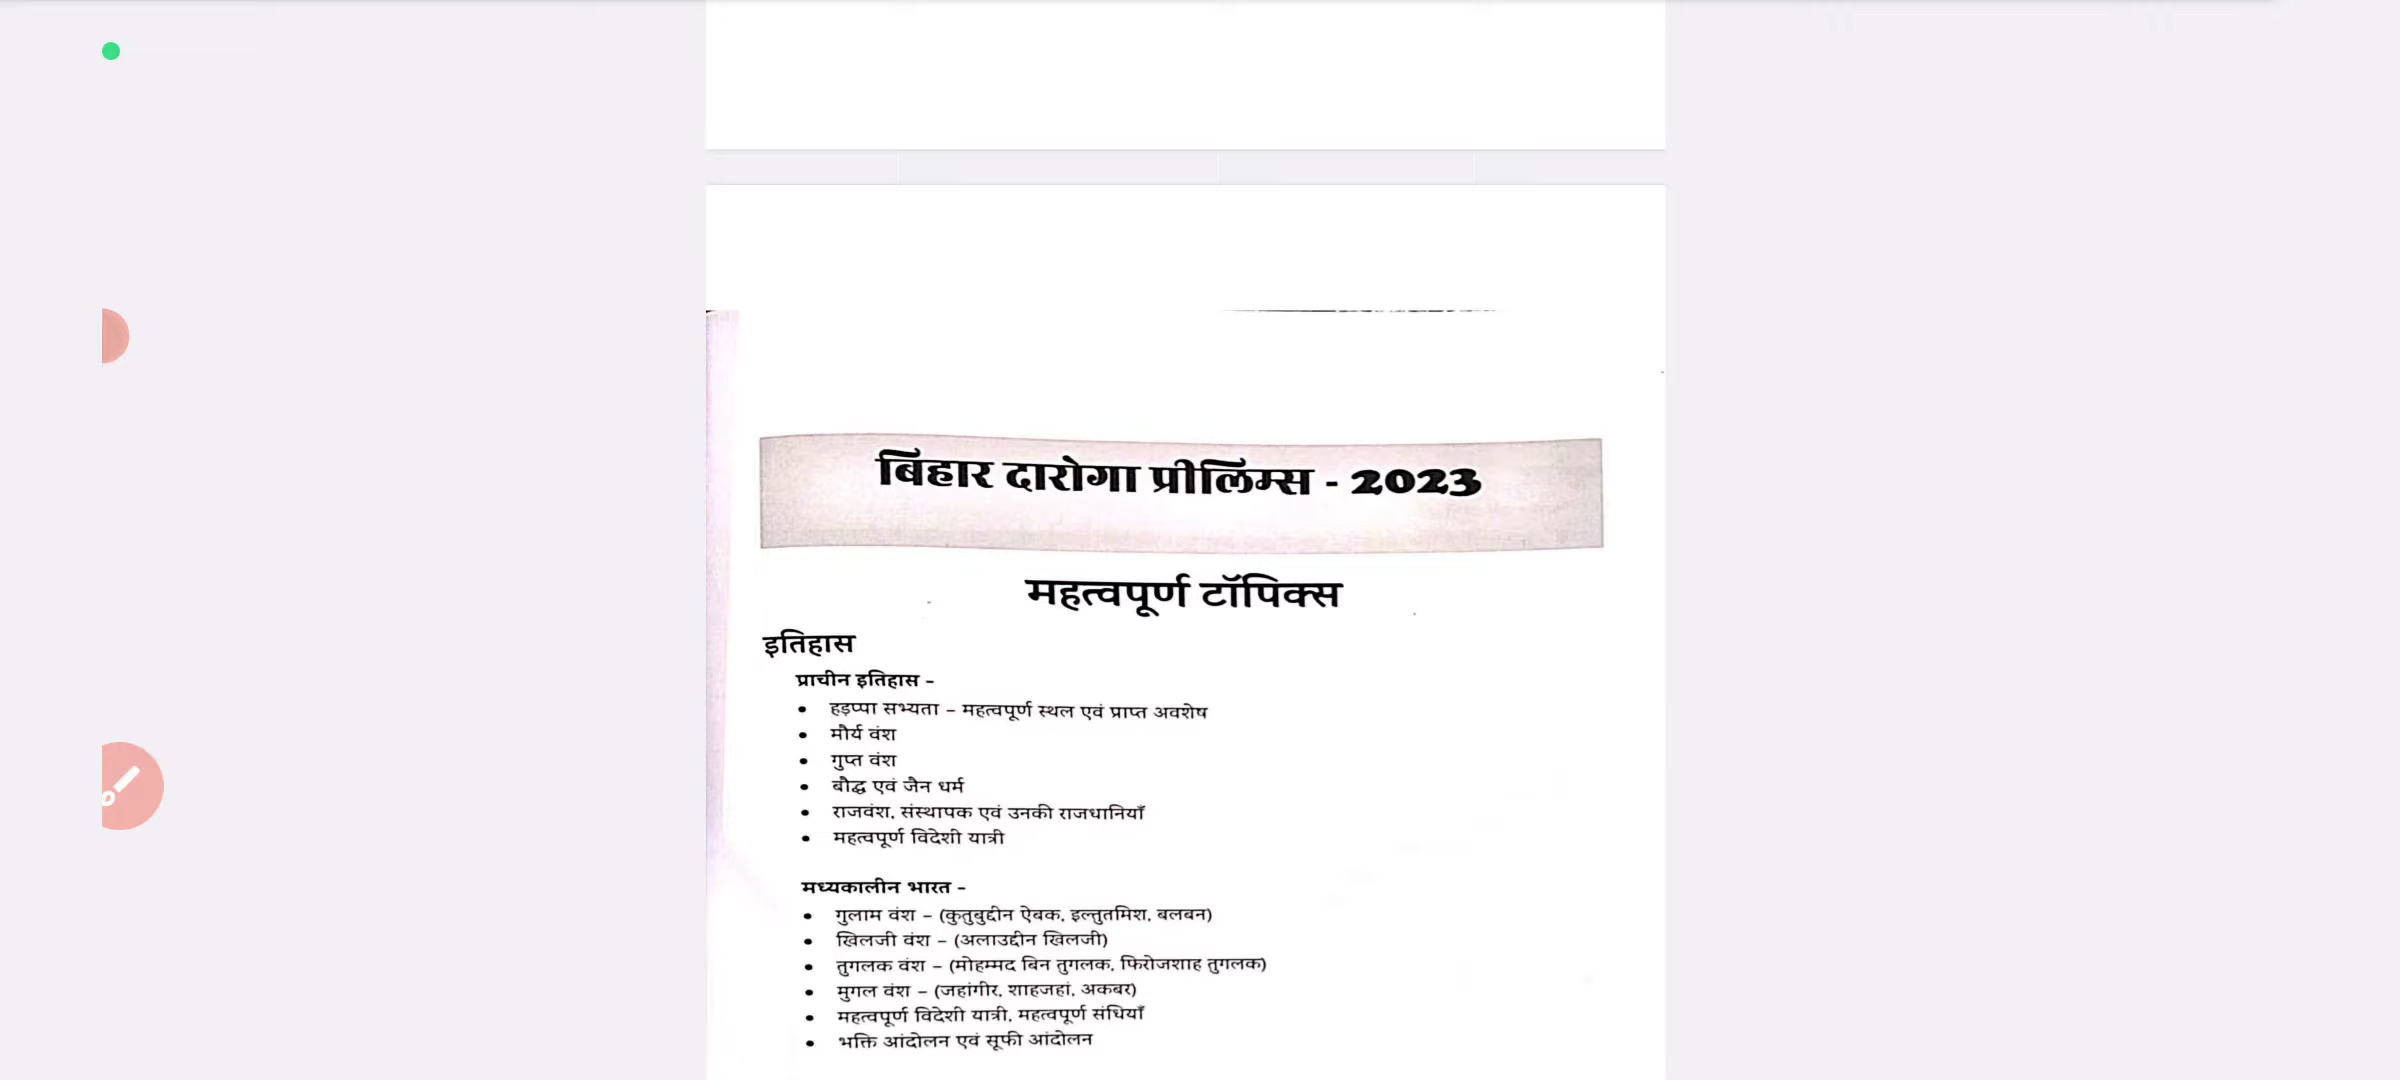 बिहार दारोगा प्रीलिम्स - 2023
महत्वपूर्ण टॉपिक्स
इतिहास
प्राचीन इतिहास -
• हड़प्पा सभ्यता – महत्वपूर्ण स्थल एवं प्राप्त अवशेष
• मौर्य वंश
• गुप्त वंश
• बौद्ध एवं जैन धर्म
• राजवंश, संस्थापक एवं उनकी राजधानियाँ
• महत्वपूर्ण विदेशी यात्री
मध्यकालीन भारत -
• गुलाम वंश – (कुतुबुद्दीन ऐबक, इल्तुतमिश, बलबन)
• खिलजी वंश – (अलाउद्दीन खिलजी)
• तुगलक वंश – (मोहम्मद बिन तुगलक, फिरोजशाह तुगलक)
• मुगल वंश – (जहांगीर, शाहजहां, अकबर)
• महत्वपूर्ण विदेशी यात्री, महत्वपूर्ण संधियाँ
• भक्ति आंदोलन एवं सूफी आंदोलन